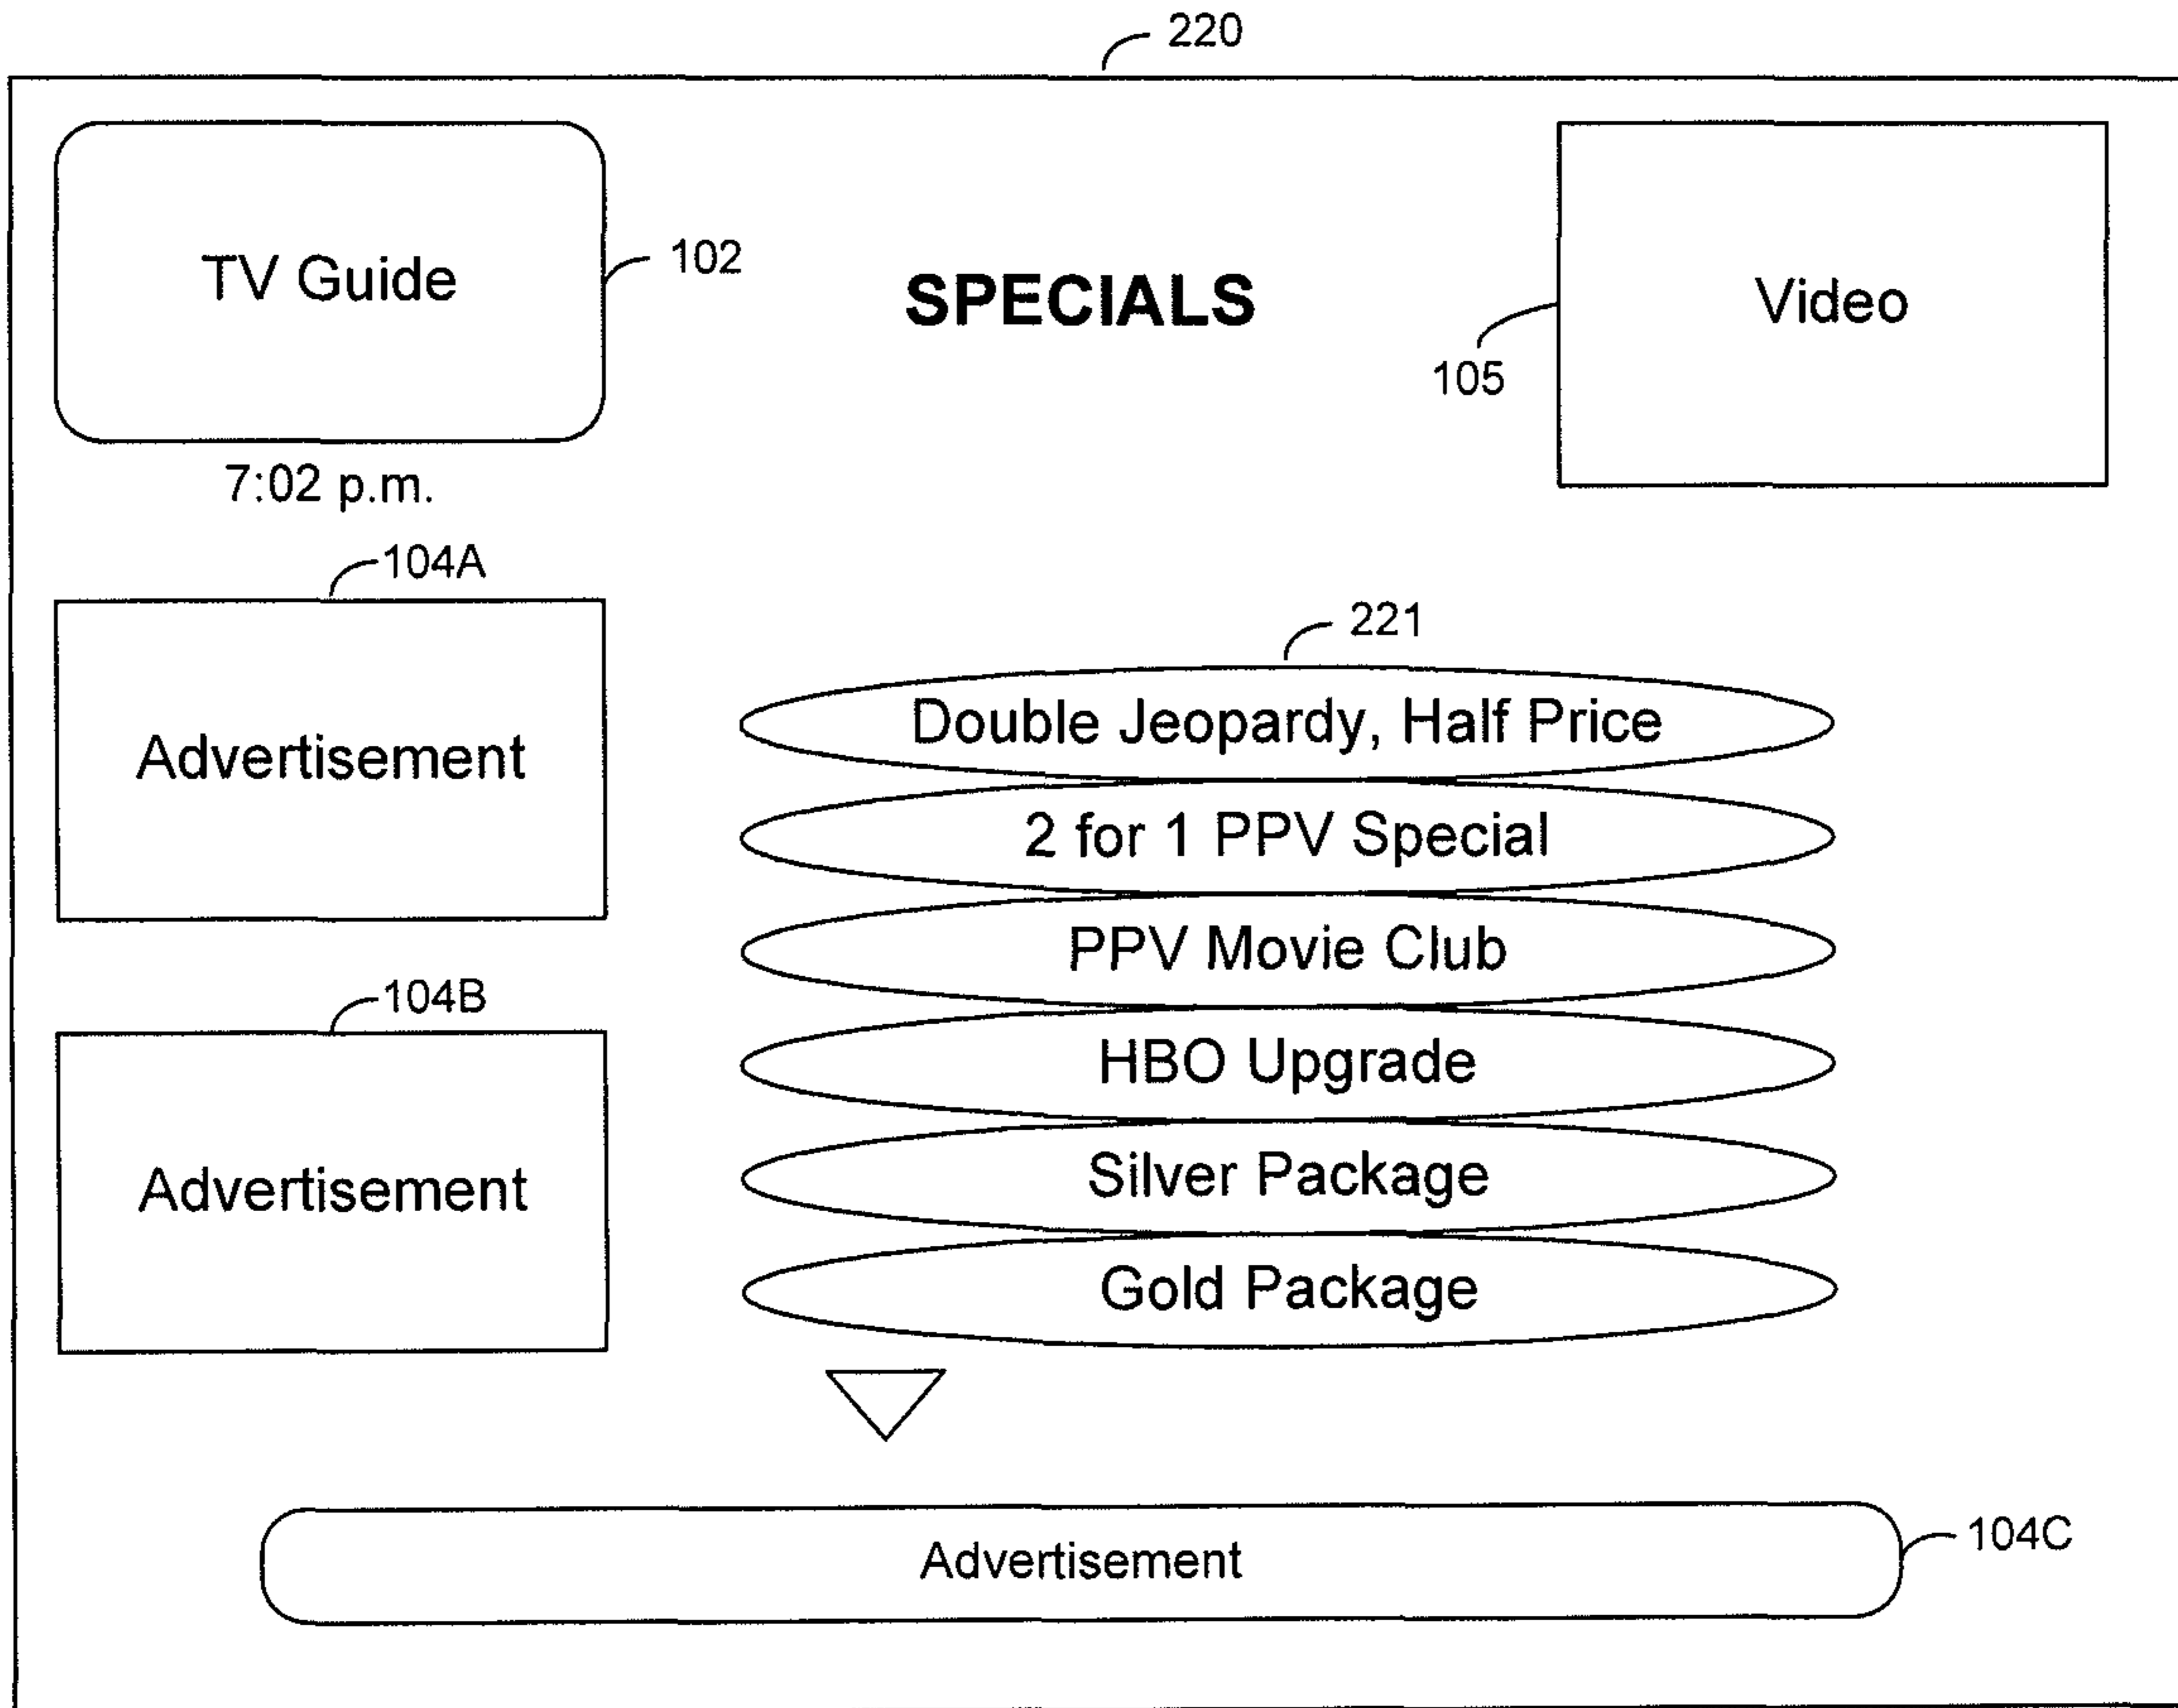 220
TV Guide
102
SPECIALS
Video
105
7:02 p.m.
104A
Advertisement
221
Double Jeopardy, Half Price
2 for 1 PPV Special
PPV Movie Club
HBO Upgrade
Silver Package
Gold Package
104B
Advertisement
Advertisement
104C